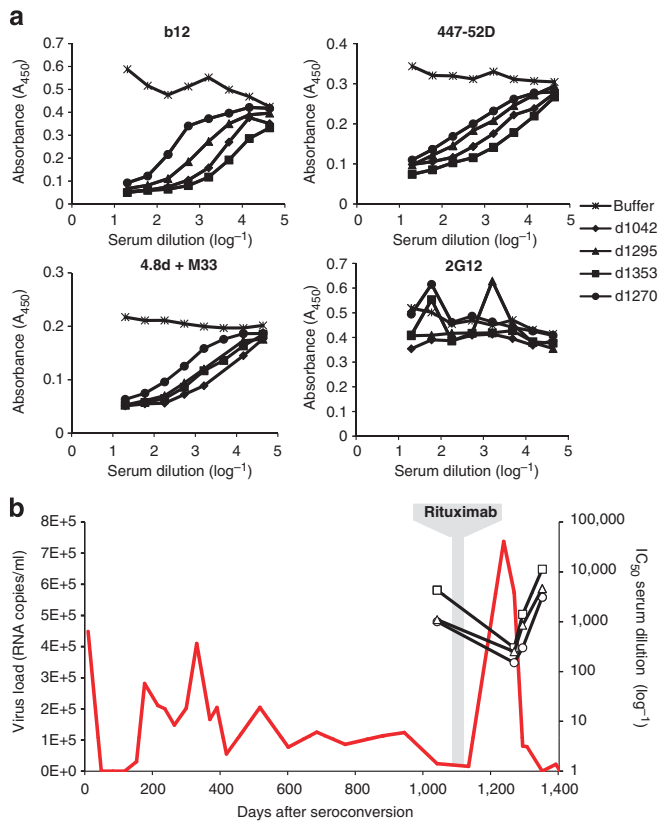 a
b12
0.7
0.6
0.5
0.4
0.3
0.2
0.1
0
Absorbance (A450)
0 1 2 3 4 5
Serum dilution (log–1)
447-52D
0.4
0.3
0.2
0.1
0
Absorbance (A450)
0 1 2 3 4 5
Serum dilution (log–1)
Buffer
d1042
d1295
d1353
d1270
4.8d + M33
0.3
0.2
0.1
0
Absorbance (A450)
0 1 2 3 4 5
Serum dilution (log–1)
2G12
0.7
0.6
0.5
0.4
0.3
0.2
0.1
0
Absorbance (A450)
0 1 2 3 4 5
Serum dilution (log–1)
b
Rituximab
8E+5
7E+5
6E+5
5E+5
4E+5
3E+5
2E+5
1E+5
0E+0
Virus load (RNA copies/ml)
100,000
10,000
1,000
100
10
1
IC50 serum dilution (log–1)
0 200 400 600 800 1,000 1,200 1,400
Days after seroconversion